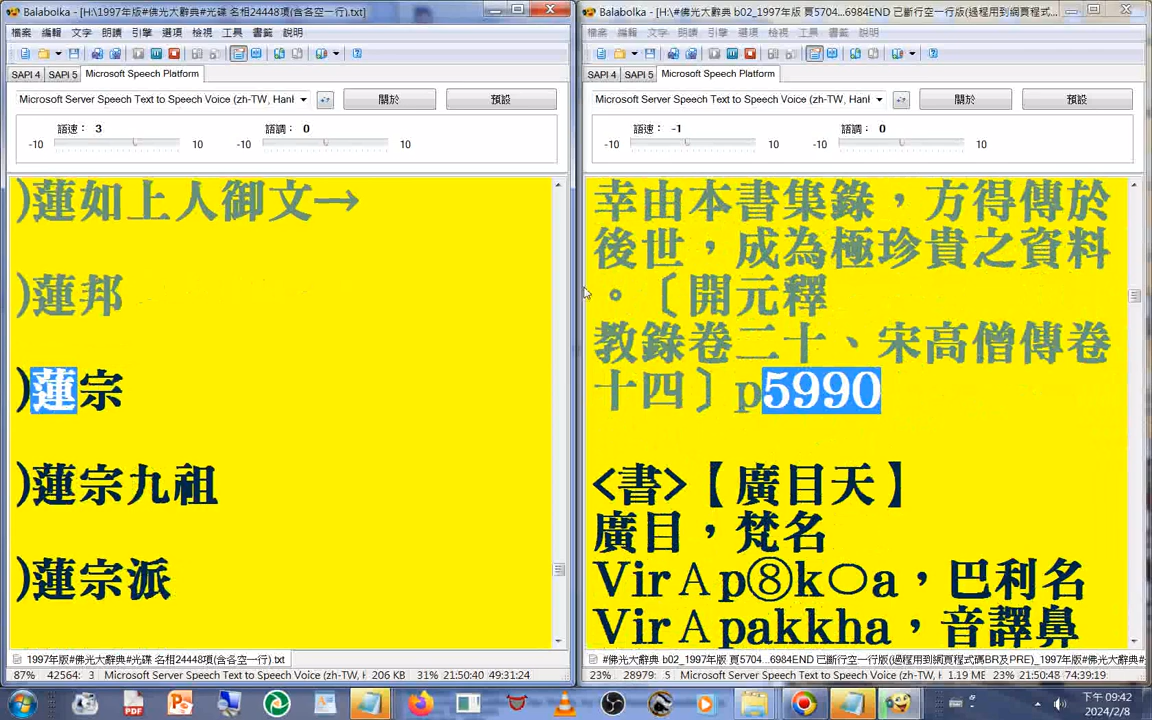 Balabolka - [H:\1997年版#佛光大辭典#光碟 名相24448項(含各空一行).txt]
檔案 編輯 文字 朗讀 引擎 選項 檢視 工具 書籤 說明
SAPI 4 SAPI 5 Microsoft Speech Platform
Microsoft Server Speech Text to Speech Voice (zh-TW, Hanl
關於 預設
語速： 3 語調： 0
-10 10 -10 10
)蓮如上人御文→
)蓮邦
)蓮宗
)蓮宗九祖
)蓮宗派
1997年版#佛光大辭典#光碟 名相24448項(含各空一行).txt
87% 42564: 3 Microsoft Server Speech Text to Speech Voice (zh-TW, H 206 KB 31:50:40 49:31:24
Balabolka - [H:\#佛光大辭典 b02_1997年版 頁5704...6984END 已斷行空一行版(過程用到網頁程式...
檔案 編輯 文字 朗讀 引擎 選項 檢視 工具 書籤 說明
SAPI 4 SAPI 5 Microsoft Speech Platform
Microsoft Server Speech Text to Speech Voice (zh-TW, Hanl
關於 預設
語速： -1 語調： 0
-10 10 -10 10
幸由本書集錄，方得傳於
後世，成為極珍貴之資料
。〔開元釋
教錄卷二十、宋高僧傳卷
十四〕p5990
<書>【廣目天】
廣目，梵名
VirＡp⑧k○a，巴利名
VirＡpakkha，音譯鼻
#佛光大辭典 b02_1997年版 頁5704...6984END 已斷行空一行版(過程用到網頁程式碼BR及PRE)_1997年版#
23% 28979: 5 Microsoft Server Speech Text to Speech Voice (zh-TW, H 1.19 ME 23% 21:50:48 74:39:19
下午 09:42
2024/2/8